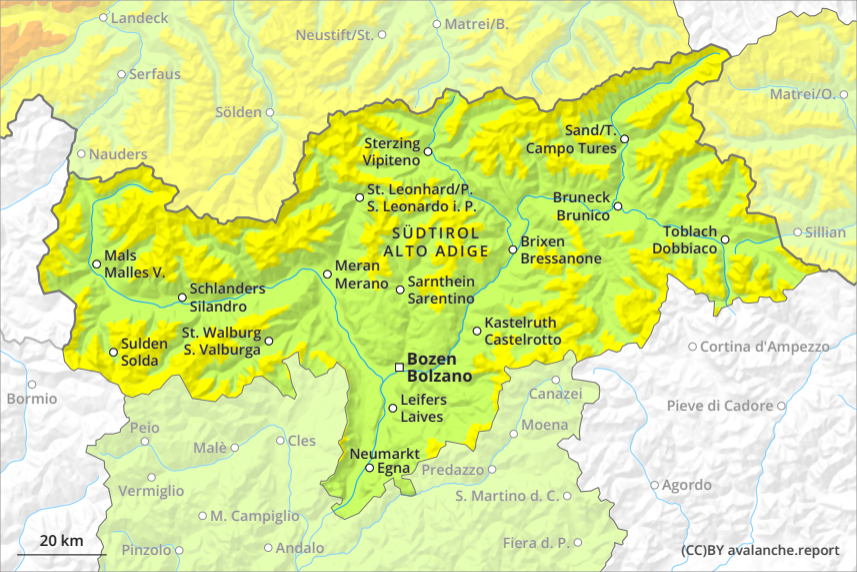 Landeck
Matrei/B.
Neustift/St.
Serfaus
Matrei/O.
Sölden
Sand/T.
Campo Tures
Sterzing
Vipiteno
Nauders
St. Leonhard/P.
S. Leonardo i. P.
Bruneck
Brunico
SÜDTIROL
ALTO ADIGE
Toblach
Dobbiaco
Sillian
Brixen
Bressanone
Mals
Malles V.
Meran
Merano
Sarnthein
Sarentino
Schlanders
Silandro
Kastelruth
Castelrotto
St. Walburg
S. Valburga
Sulden
Solda
Cortina d'Ampezzo
Bozen
Bolzano
Bormio
Canazei
Leifers
Laives
Pieve di Cadore
Peio
Moena
Malè
Cles
Neumarkt
Egna
Predazzo
Vermiglio
Agordo
S. Martino d. C.
M. Campiglio
20 km
Pinzolo
Andalo
Fiera d. P.
(CC)BY avalanche.report